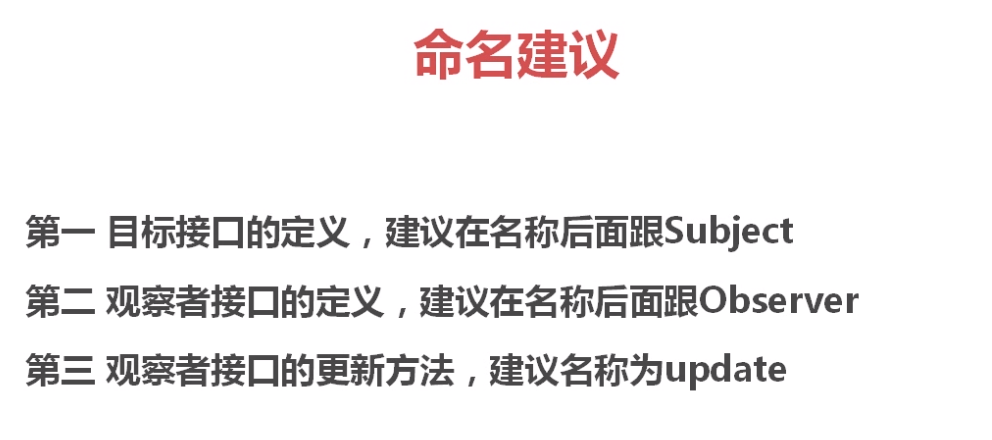 命名建议
第一 目标接口的定义，建议在名称后面跟Subject
第二 观察者接口的定义，建议在名称后面跟Observer
第三 观察者接口的更新方法，建议名称为update